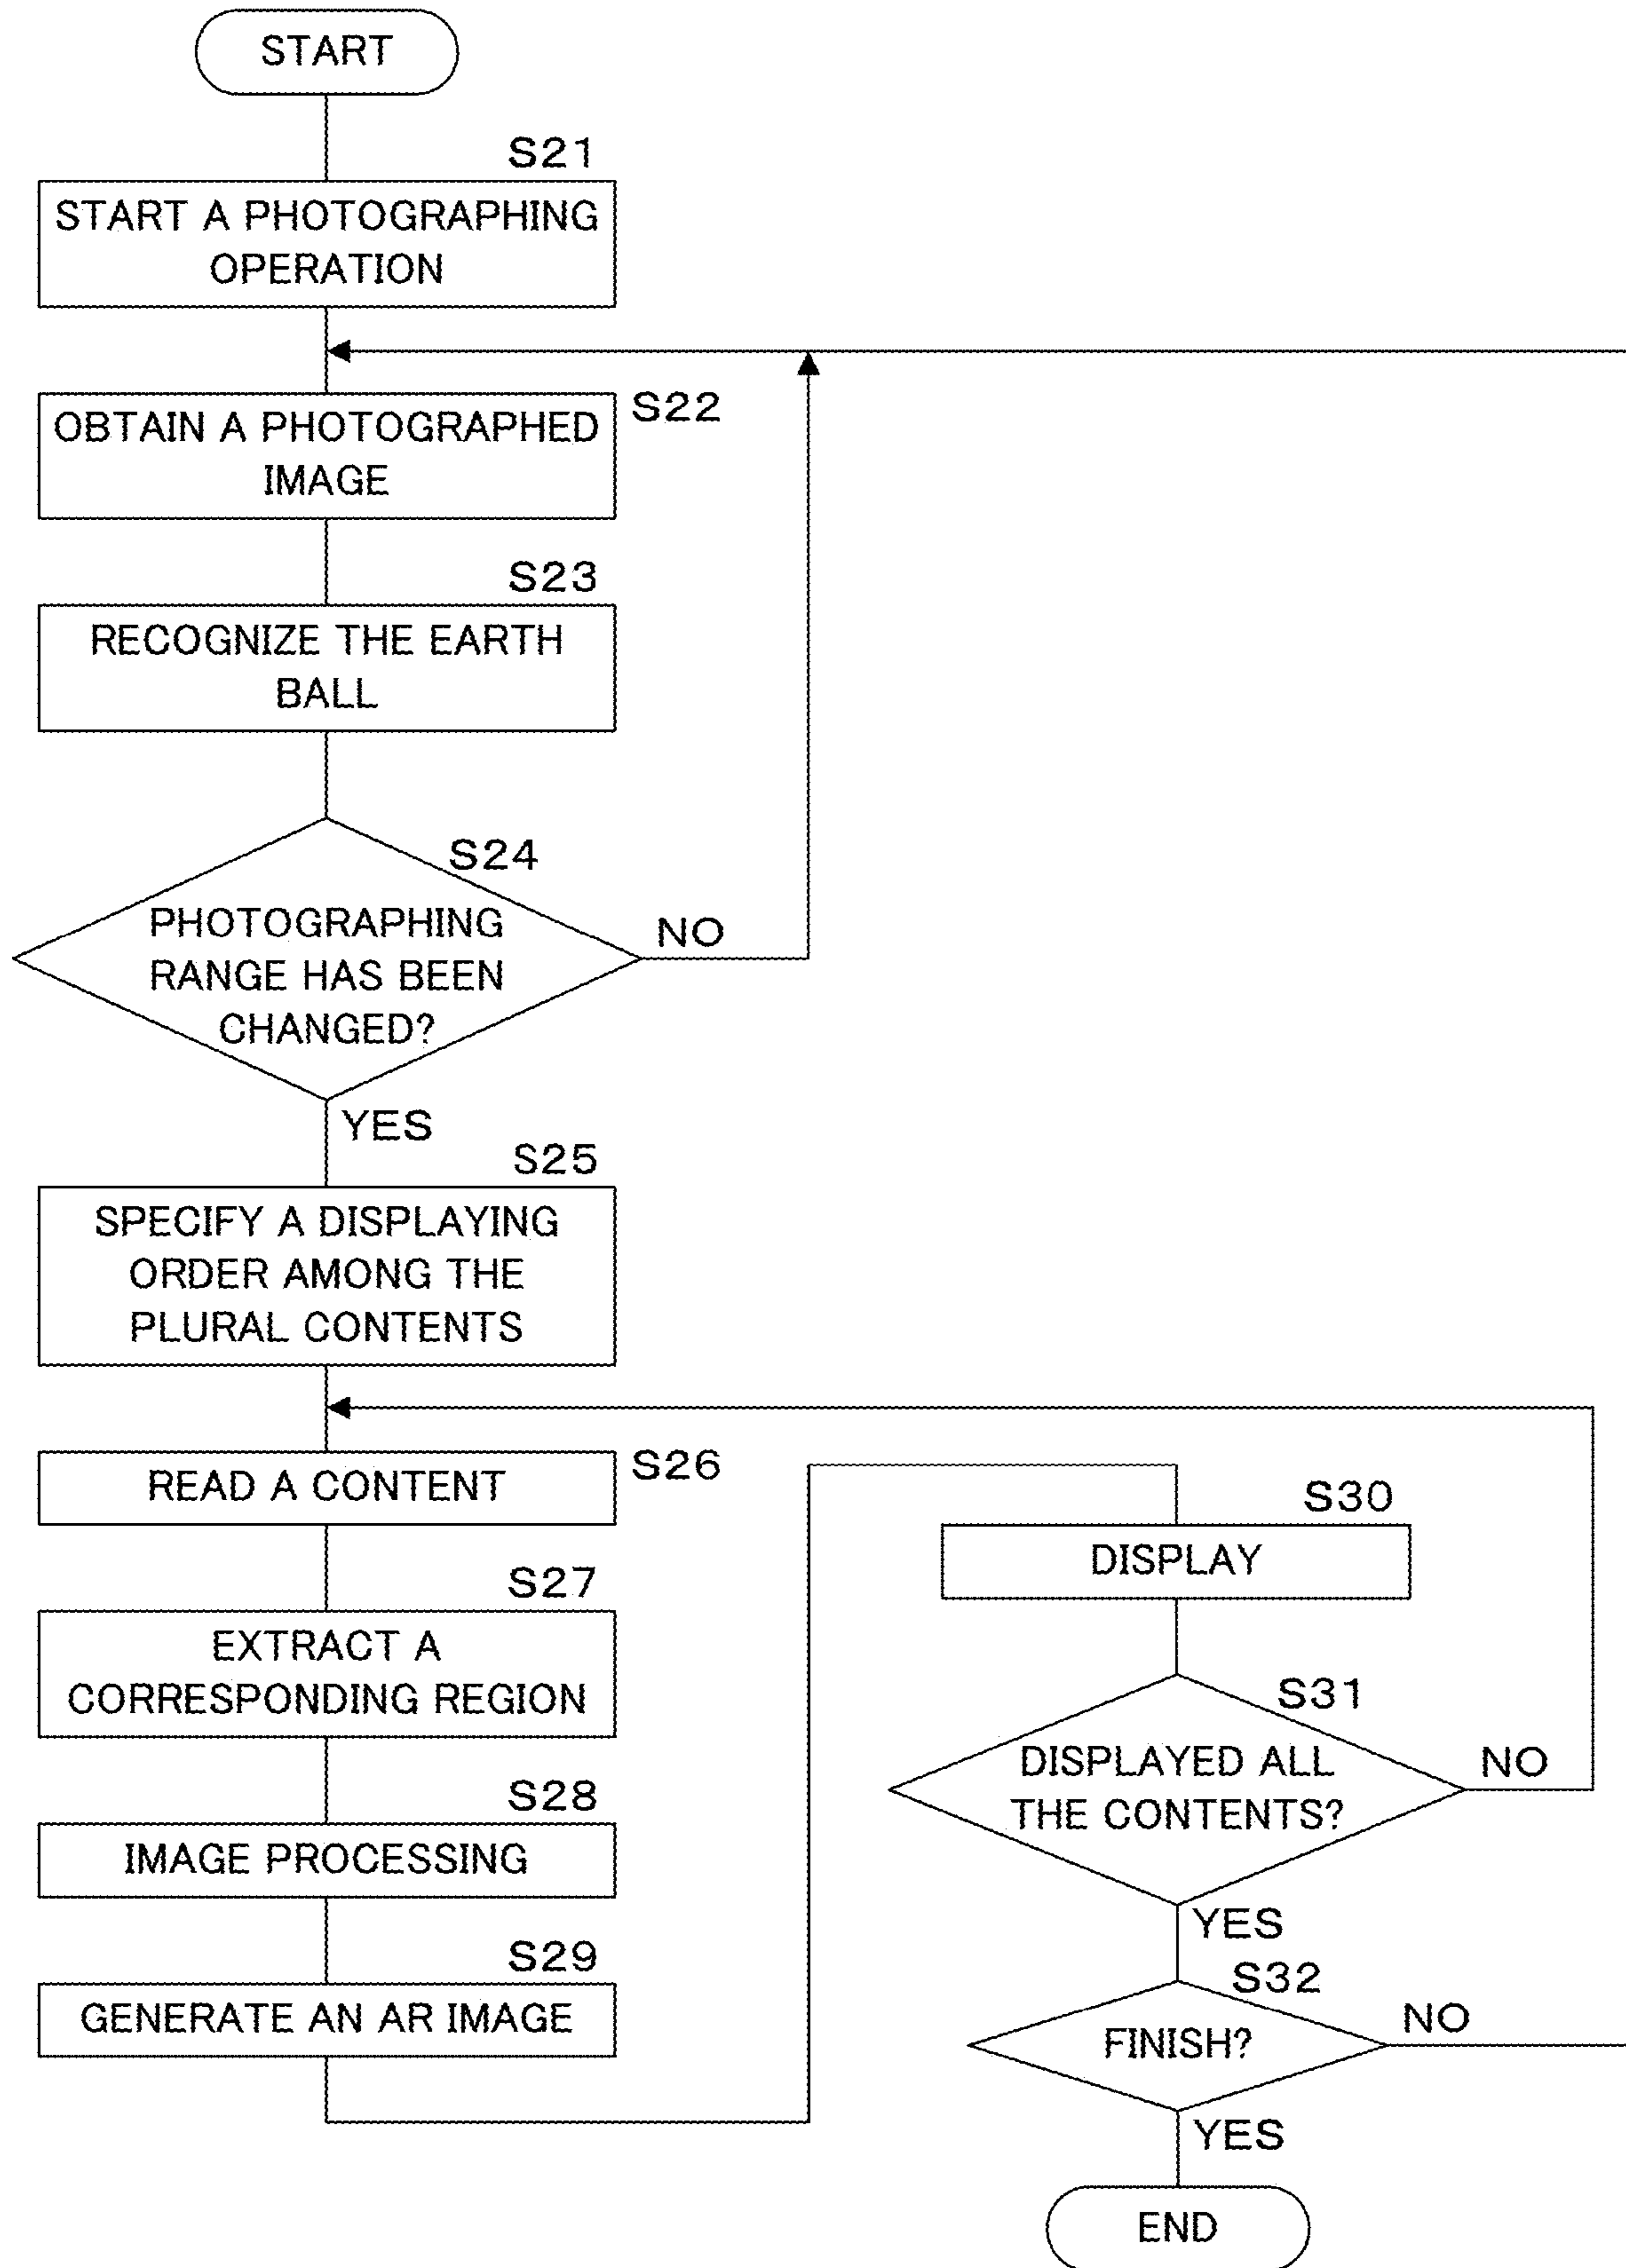 START
S21
START A PHOTOGRAPHING
OPERATION
S22
OBTAIN A PHOTOGRAPHED
IMAGE
S23
RECOGNIZE THE EARTH
BALL
S24
PHOTOGRAPHING
RANGE HAS BEEN
CHANGED?
NO
YES
S25
SPECIFY A DISPLAYING
ORDER AMONG THE
PLURAL CONTENTS
S26
READ A CONTENT
S27
EXTRACT A
CORRESPONDING REGION
S28
IMAGE PROCESSING
S29
GENERATE AN AR IMAGE
S30
DISPLAY
S31
DISPLAYED ALL
THE CONTENTS?
NO
YES
S32
FINISH?
NO
YES
END